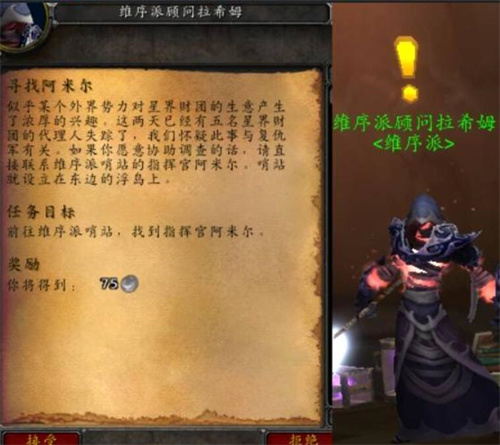 维序派顾问拉希姆
寻找阿米尔
似乎某个外界势力对星界财团的生意产生
了浓厚的兴趣。这两天已经有五名星界财
团的代理人失踪了，我们怀疑此事与复仇
军有关。如果你愿意协助调查的话，请直
接联系维序派哨站的指挥官阿米尔。哨站
就设立在东边的浮岛上。
任务目标
前往维序派哨站，找到指挥官阿米尔。
奖励
你将得到： 75
接受
拒绝
维序派顾问拉希姆
<维序派>